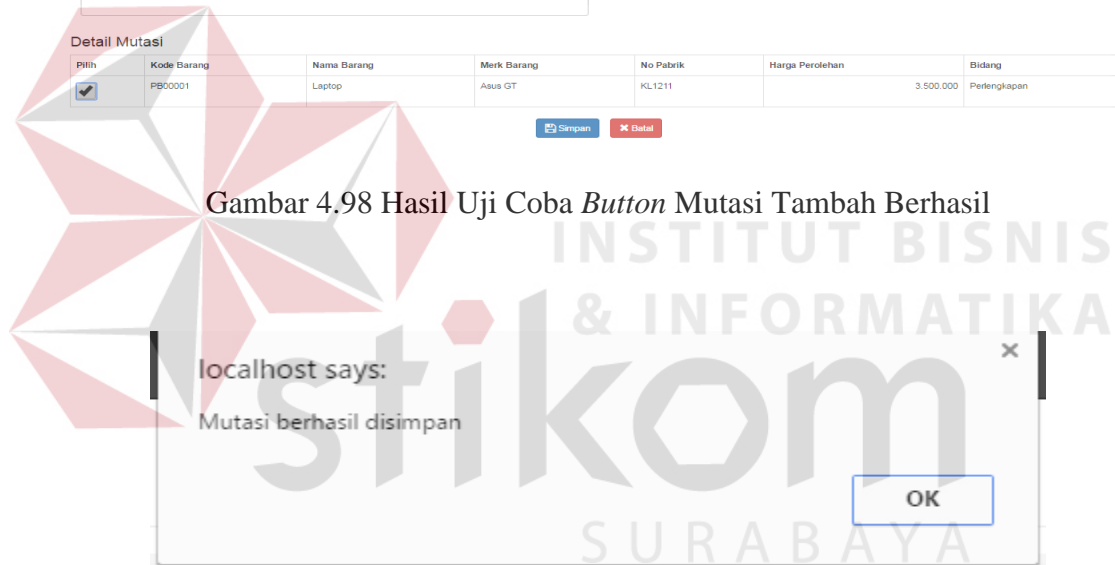 Detail Mutasi
Pilih Kode Barang Nama Barang Merk Barang No Pabrik Harga Perolehan Bidang
PB00001 Laptop Asus GT KL1211 3.500.000 Perlengkapan
Simpan Batal
Gambar 4.98 Hasil Uji Coba Button Mutasi Tambah Berhasil
INSTITUT BISNIS
& INFORMATIKA
stikom
SURABAYA
localhost says:
Mutasi berhasil disimpan
OK